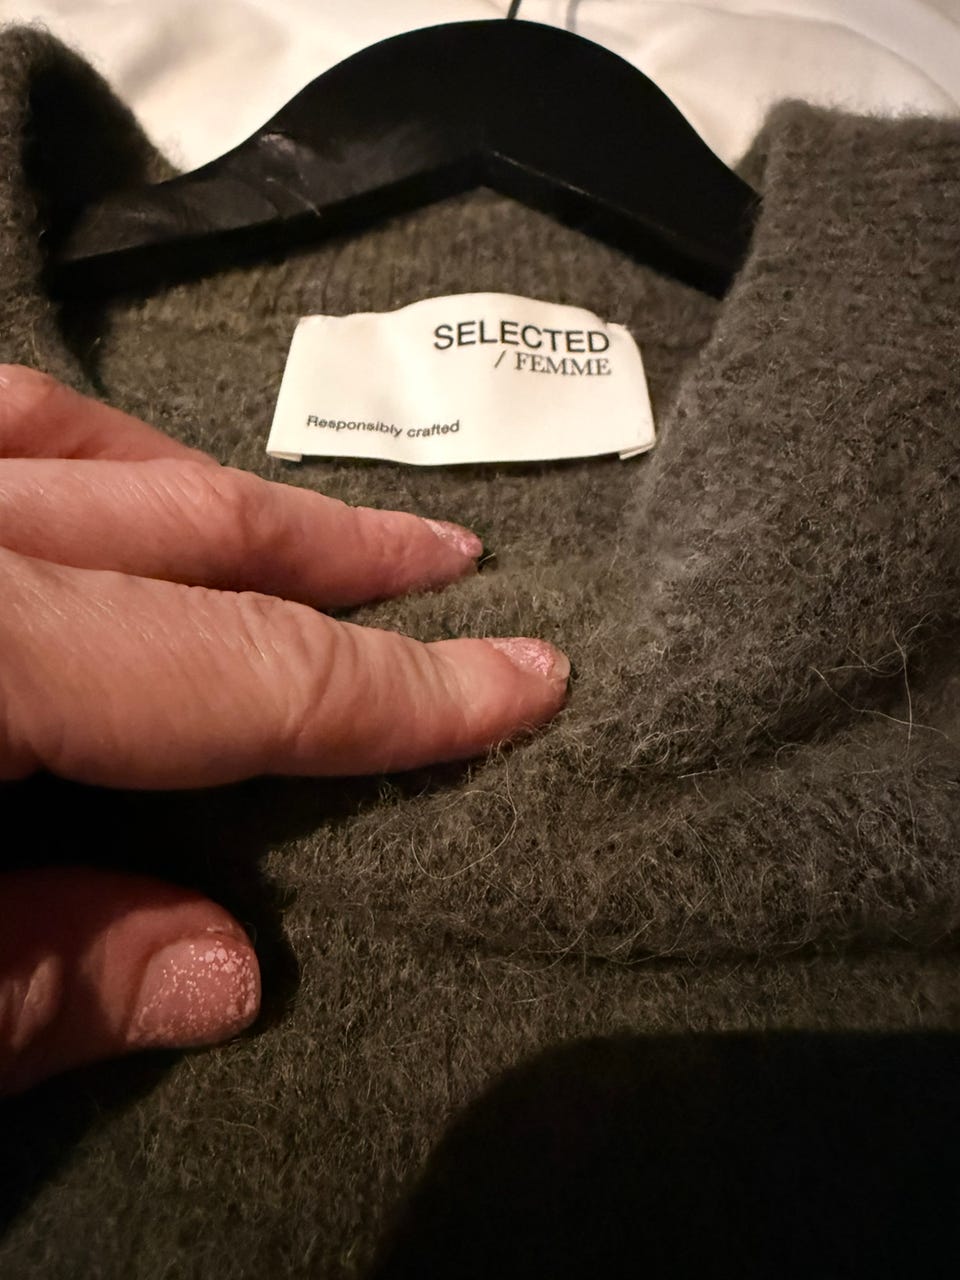 SELECTED
/ FEMME
Responsibly crafted